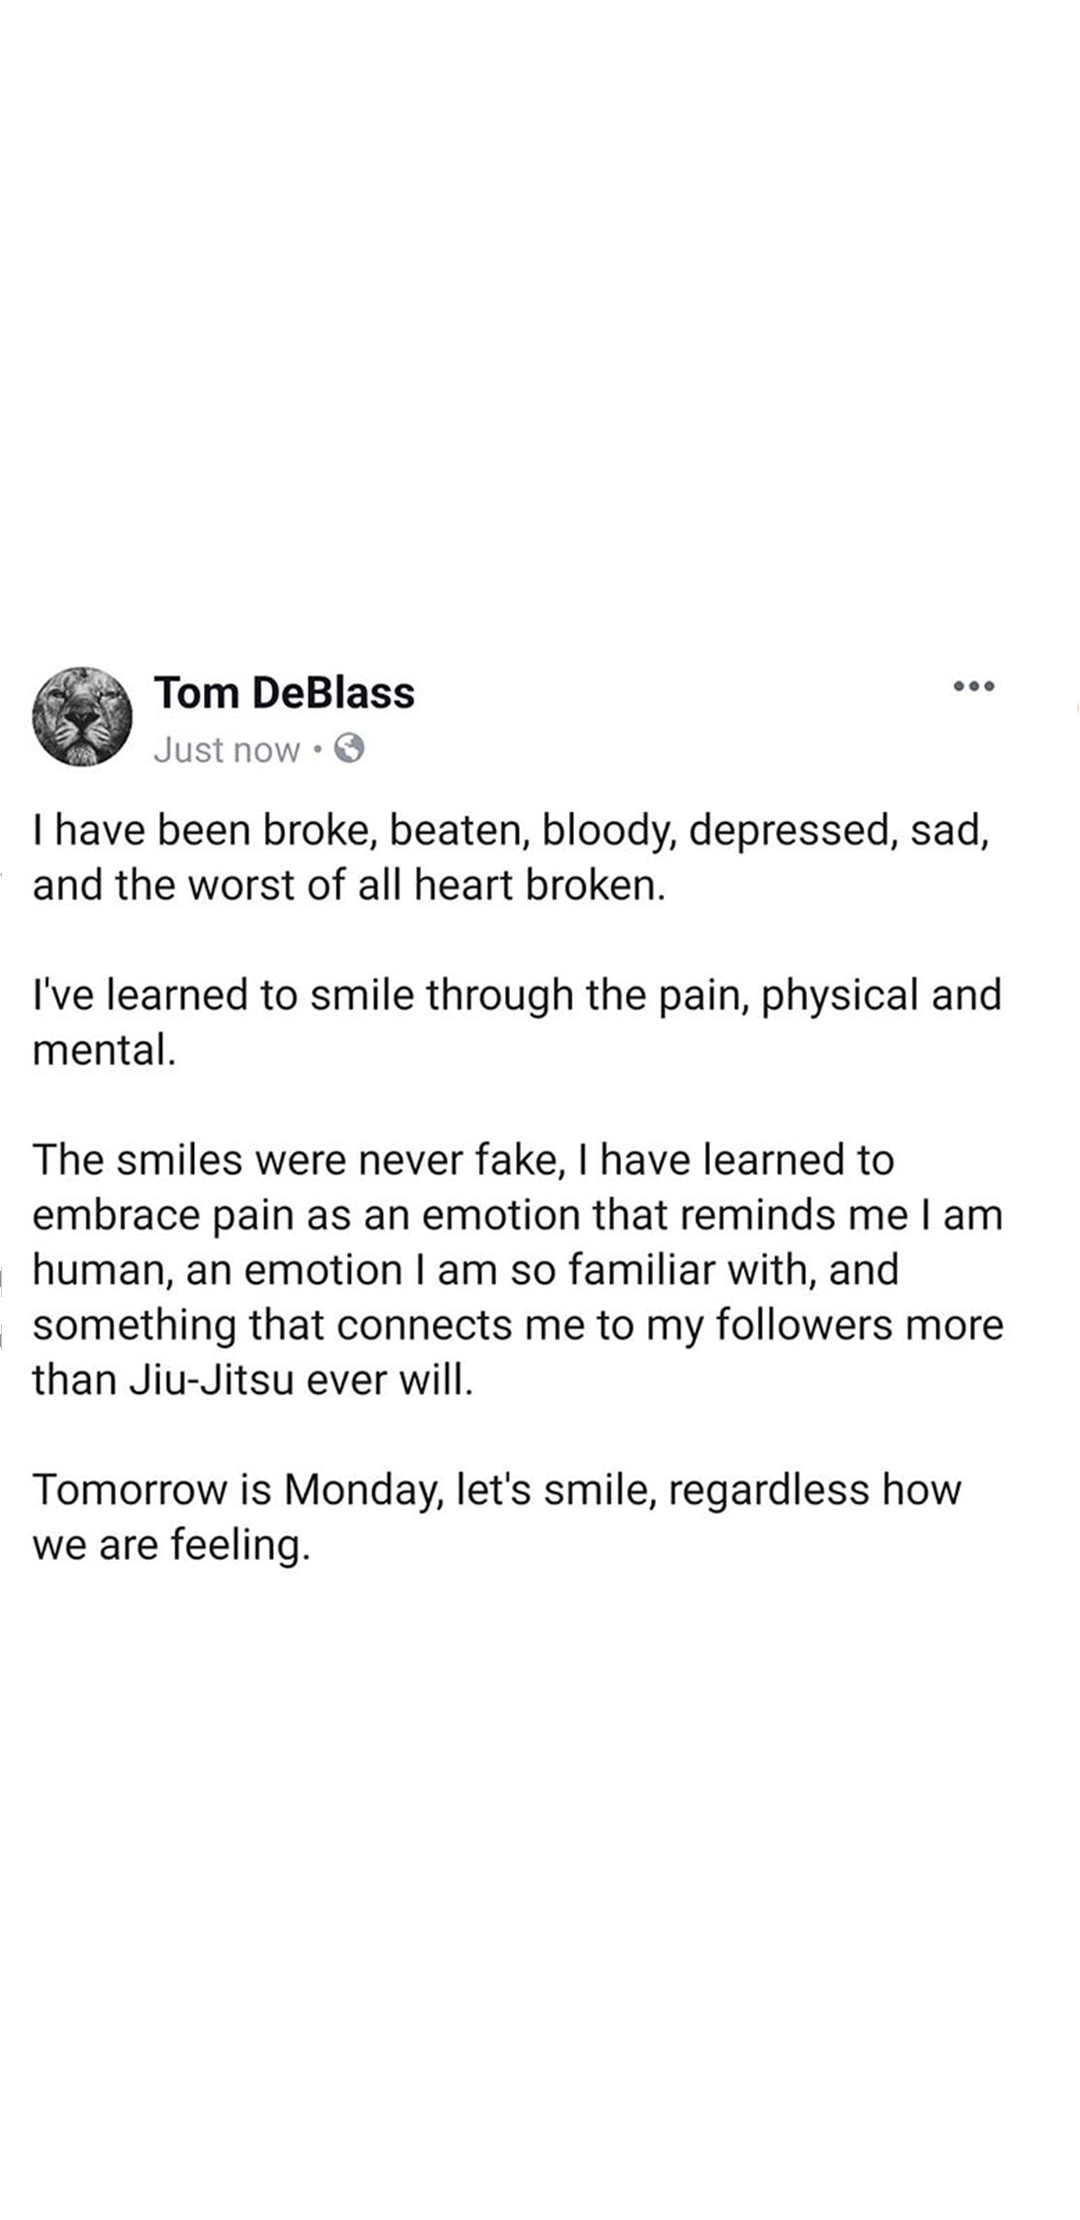 Tom DeBlass
Just now •
I have been broke, beaten, bloody, depressed, sad,
and the worst of all heart broken.
I've learned to smile through the pain, physical and
mental.
The smiles were never fake, I have learned to
embrace pain as an emotion that reminds me I am
human, an emotion I am so familiar with, and
something that connects me to my followers more
than Jiu-Jitsu ever will.
Tomorrow is Monday, let's smile, regardless how
we are feeling.